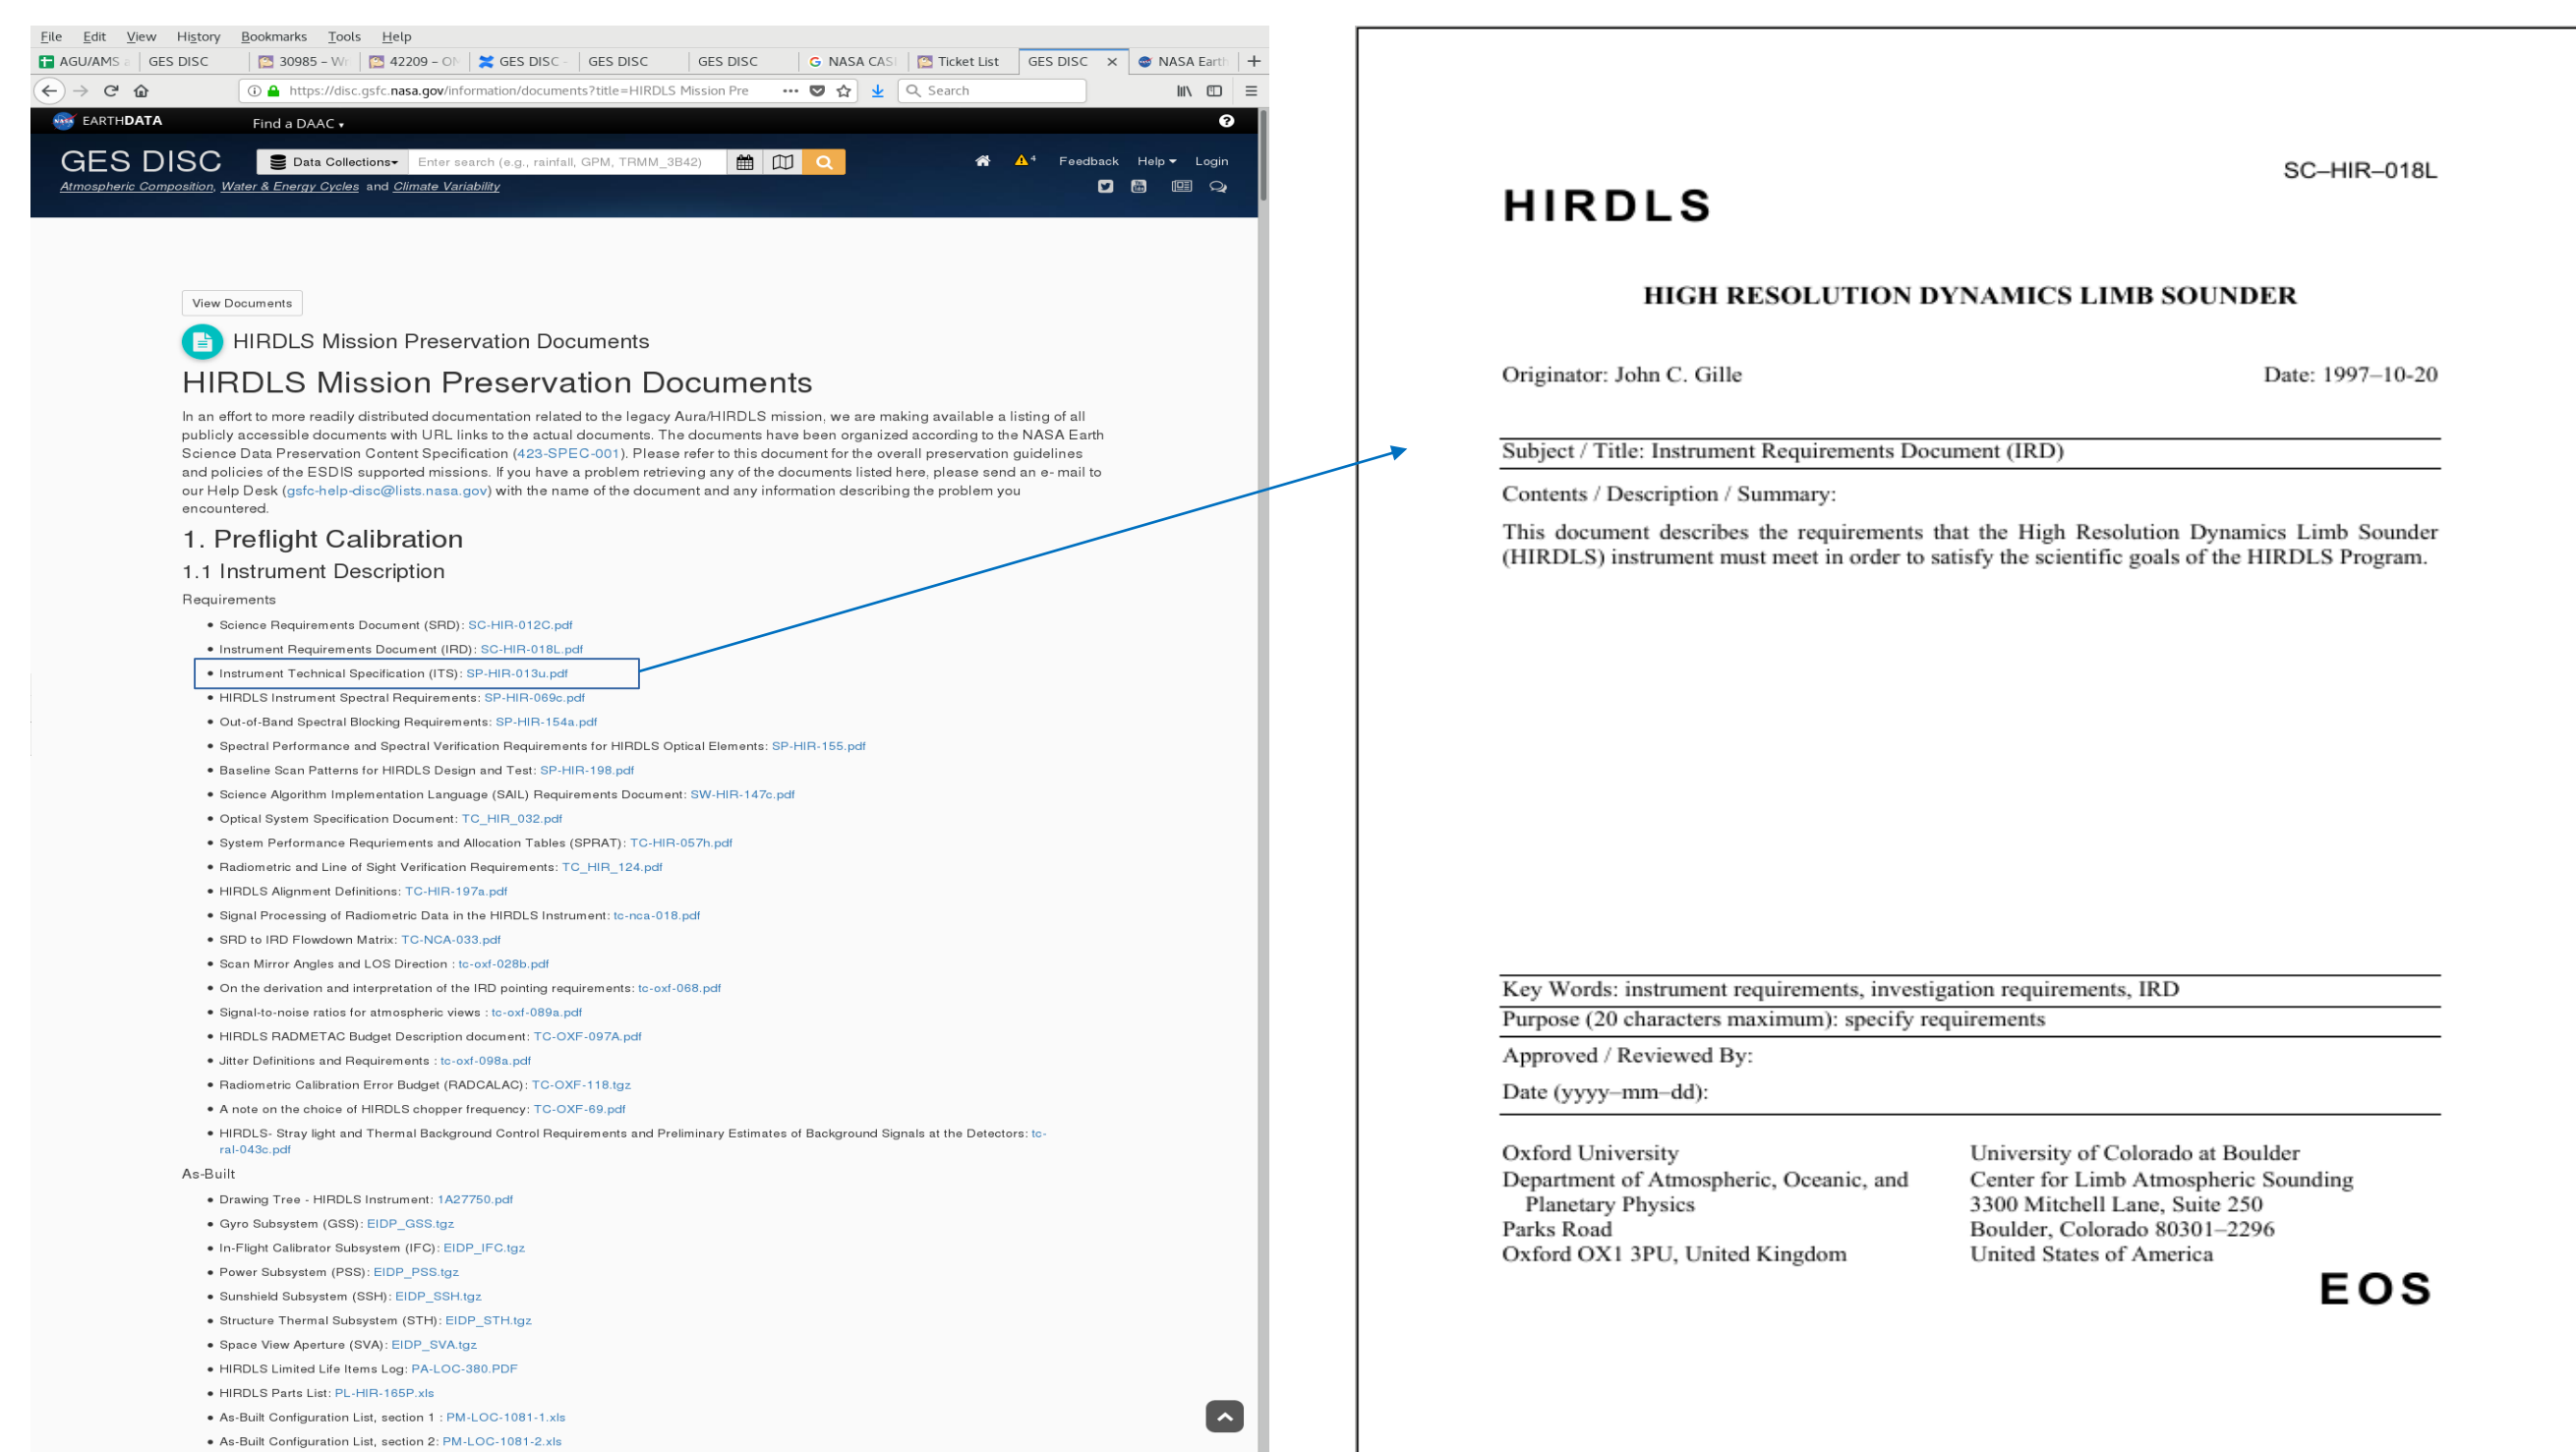 File Edit View History Bookmarks Tools Help
AGU/AMS GES DISC 30985 – 42209 – GES DISC - GES DISC GES DISC NASA Ticket List GES DISC NASA Earth
https://disc.gsfc.nasa.gov/information/documents?title=HIRDLS Mission Pre Search
EARTHDATA Find a DAAC
GES DISC Data Collections Enter search (e.g., rainfall, GPM, TRMM_3B42) 4 Feedback Help Login
Atmospheric Composition, Water & Energy Cycles and Climate Variability
View Documents
HIRDLS Mission Preservation Documents
HIRDLS Mission Preservation Documents
In an effort to more readily distributed documentation related to the legacy Aura/HIRDLS mission, we are making available a listing of all
publicly accessible documents with URL links to the actual documents. The documents have been organized according to the NASA Earth
Science Data Preservation Content Specification (423-SPEC-001). Please refer to this document for the overall preservation guidelines
and policies of the ESDIS supported missions. If you have a problem retrieving any of the documents listed here, please send an e- mail to
our Help Desk (gsfc-help-disc@lists.nasa.gov) with the name of the document and any information describing the problem you
encountered.
1. Preflight Calibration
1.1 Instrument Description
Requirements
• Science Requirements Document (SRD): SC-HIR-012C.pdf
• Instrument Requirements Document (IRD): SC-HIR-018L.pdf
• Instrument Technical Specification (ITS): SP-HIR-013u.pdf
• HIRDLS Instrument Spectral Requirements: SP-HIR-069c.pdf
• Out-of-Band Spectral Blocking Requirements: SP-HIR-154a.pdf
• Spectral Performance and Spectral Verification Requirements for HIRDLS Optical Elements: SP-HIR-155.pdf
• Baseline Scan Patterns for HIRDLS Design and Test: SP-HIR-198.pdf
• Science Algorithm Implementation Language (SAIL) Requirements Document: SW-HIR-147c.pdf
• Optical System Specification Document: TC_HIR_032.pdf
• System Performance Requriements and Allocation Tables (SPRAT): TC-HIR-057h.pdf
• Radiometric and Line of Sight Verification Requirements: TC_HIR_124.pdf
• HIRDLS Alignment Definitions: TC-HIR-197a.pdf
• Signal Processing of Radiometric Data in the HIRDLS Instrument: tc-nca-018.pdf
• SRD to IRD Flowdown Matrix: TC-NCA-033.pdf
• Scan Mirror Angles and LOS Direction : tc-oxf-028b.pdf
• On the derivation and interpretation of the IRD pointing requirements: tc-oxf-068.pdf
• Signal-to-noise ratios for atmospheric views : tc-oxf-089a.pdf
• HIRDLS RADMETAC Budget Description document: TC-OXF-097A.pdf
• Jitter Definitions and Requirements : tc-oxf-098a.pdf
• Radiometric Calibration Error Budget (RADCALAC): TC-OXF-118.tgz
• A note on the choice of HIRDLS chopper frequency: TC-OXF-69.pdf
• HIRDLS- Stray light and Thermal Background Control Requirements and Preliminary Estimates of Background Signals at the Detectors: tc-
ral-043c.pdf
As-Built
• Drawing Tree - HIRDLS Instrument: 1A27750.pdf
• Gyro Subsystem (GSS): EIDP_GSS.tgz
• In-Flight Calibrator Subsystem (IFC): EIDP_IFC.tgz
• Power Subsystem (PSS): EIDP_PSS.tgz
• Sunshield Subsystem (SSH): EIDP_SSH.tgz
• Structure Thermal Subsystem (STH): EIDP_STH.tgz
• Space View Aperture (SVA): EIDP_SVA.tgz
• HIRDLS Limited Life Items Log: PA-LOC-380.PDF
• HIRDLS Parts List: PL-HIR-165P.xls
• As-Built Configuration List, section 1 : PM-LOC-1081-1.xls
• As-Built Configuration List, section 2: PM-LOC-1081-2.xls
SC–HIR–018L
HIRDLS
HIGH RESOLUTION DYNAMICS LIMB SOUNDER
Originator: John C. Gille Date: 1997–10-20
Subject / Title: Instrument Requirements Document (IRD)
Contents / Description / Summary:
This document describes the requirements that the High Resolution Dynamics Limb Sounder
(HIRDLS) instrument must meet in order to satisfy the scientific goals of the HIRDLS Program.
Key Words: instrument requirements, investigation requirements, IRD
Purpose (20 characters maximum): specify requirements
Approved / Reviewed By:
Date (yyyy–mm–dd):
Oxford University
Department of Atmospheric, Oceanic, and
Planetary Physics
Parks Road
Oxford OX1 3PU, United Kingdom
University of Colorado at Boulder
Center for Limb Atmospheric Sounding
3300 Mitchell Lane, Suite 250
Boulder, Colorado 80301–2296
United States of America
EOS